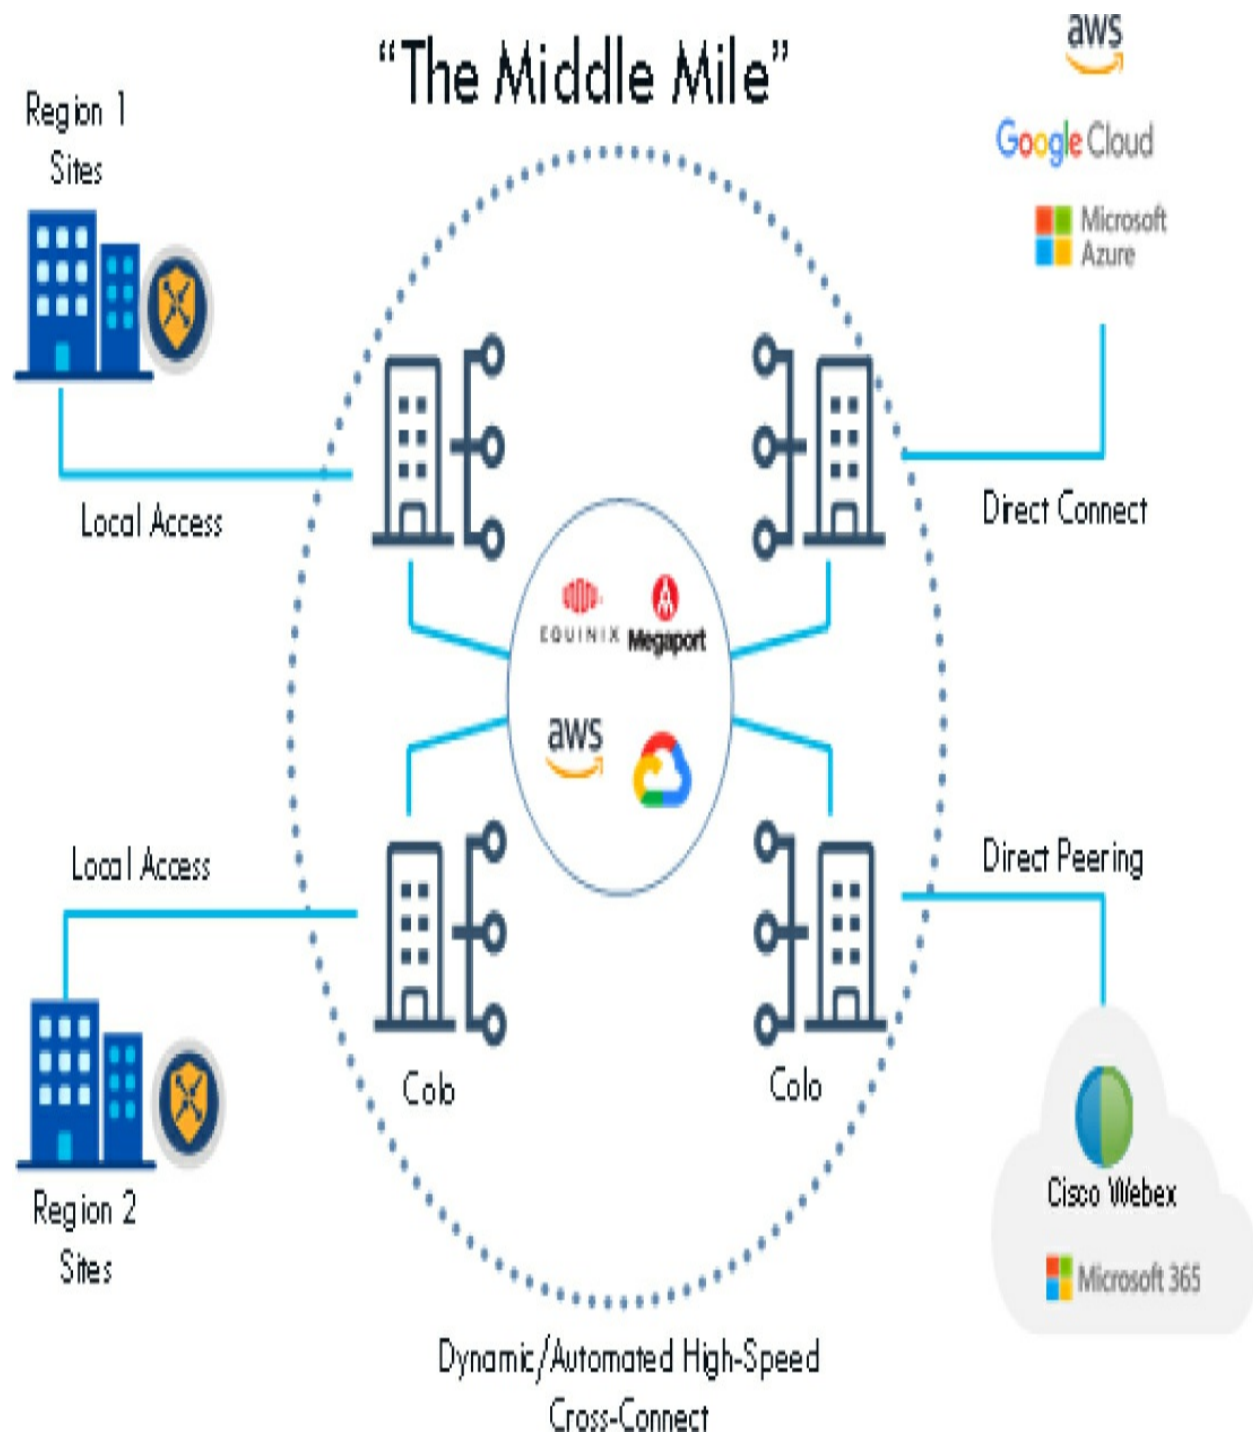 “The Middle Mile”
aws
Google Cloud
Microsoft
Azure
Region 1
Sites
Local Access
Direct Connect
EQUINIX
Megaport
aws
Local Access
Direct Peering
Colo
Colo
Cisco Webex
Microsoft 365
Region 2
Sites
Dynamic/Automated High-Speed
Cross-Connect